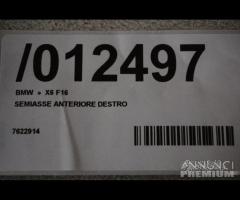 /012497
BMW » X6 F16
SEMIASSE ANTERIORE DESTRO
7622914
ANNUNCI
PREMIUM